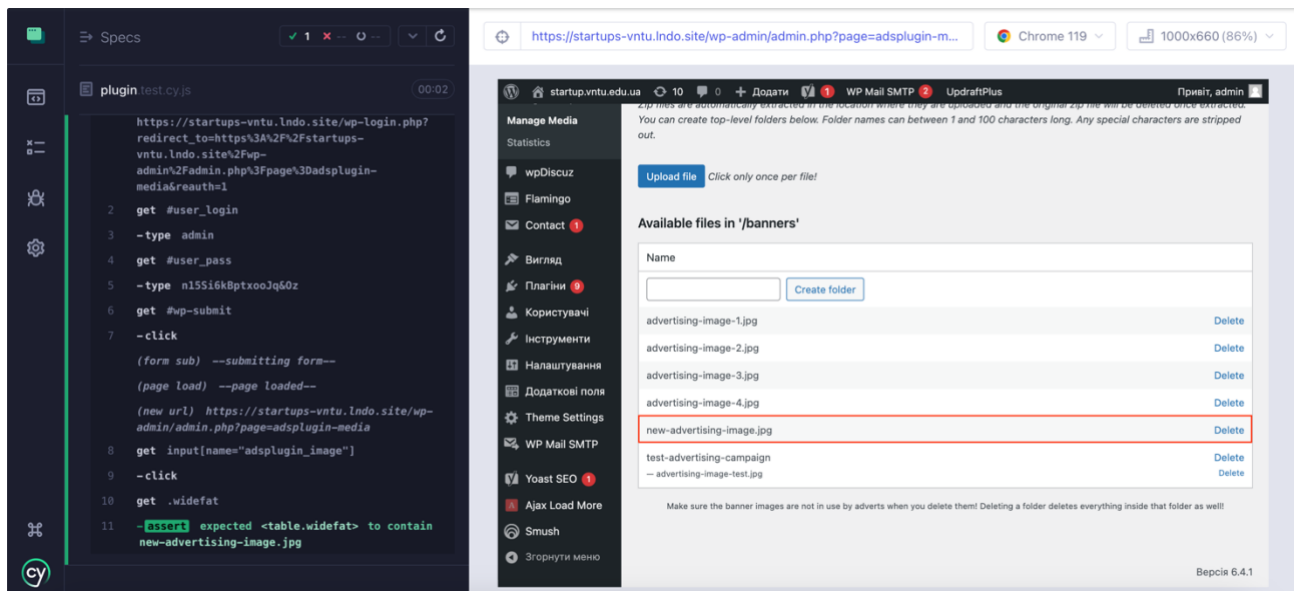 Specs
1
--
--
https://startups-vntu.lndo.site/wp-admin/admin.php?page=adsplugin-m...
Chrome 119
1000x660 (86%)
plugin.test.cy.js
00:02
https://startups-vntu.lndo.site/wp-login.php?
redirect_to=https%3A%2F%2Fstartups-
vntu.lndo.site%2Fwp-
admin%2Fadmin.php%3Fpage%3Dadsplugin-
media&reauth=1
2 get #user_login
3 -type admin
4 get #user_pass
5 -type n15Si6kBptxooJq&Oz
6 get #wp-submit
7 -click
(form sub) --submitting form--
(page load) --page loaded--
(new url) https://startups-vntu.lndo.site/wp-
admin/admin.php?page=adsplugin-media
8 get input[name="adsplugin_image"]
9 -click
10 get .widefat
11 -assert expected <table.widefat> to contain
new-advertising-image.jpg
cy
startup.vntu.edu.ua 10 0 Додати 1 WP Mail SMTP 2 UpdraftPlus Привіт, admin
Manage Media
Statistics
wpDiscuz
Flamingo
Contact 1
Вигляд
Плагіни 9
Користувачі
Інструменти
Налаштування
Додаткові поля
Theme Settings
WP Mail SMTP
Yoast SEO 1
Ajax Load More
Smush
Згорнути меню
Zip files are automatically extracted in the location where they are uploaded and the original zip file will be deleted once extracted.
You can create top-level folders below. Folder names can between 1 and 100 characters long. Any special characters are stripped
out.
Upload file Click only once per file!
Available files in '/banners'
Name
Create folder
advertising-image-1.jpg Delete
advertising-image-2.jpg Delete
advertising-image-3.jpg Delete
advertising-image-4.jpg Delete
new-advertising-image.jpg Delete
test-advertising-campaign Delete
— advertising-image-test.jpg Delete
Make sure the banner images are not in use by adverts when you delete them! Deleting a folder deletes everything inside that folder as well!
Версія 6.4.1